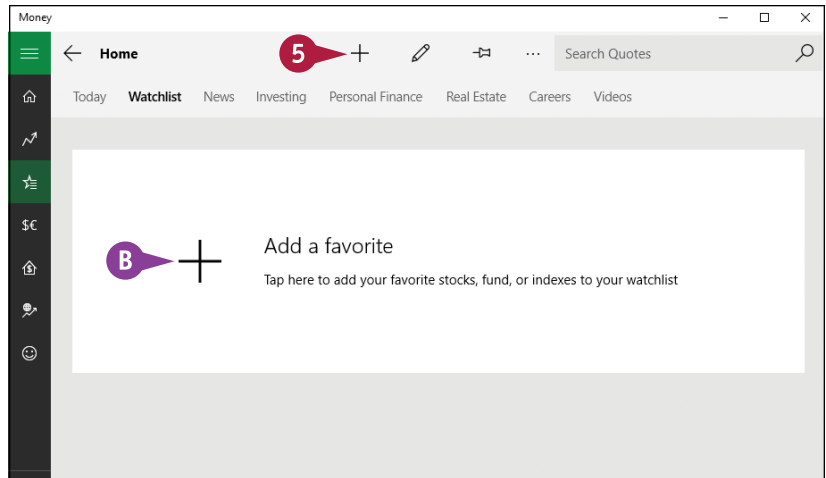 Money
Home
5
Search Quotes
Today Watchlist News Investing Personal Finance Real Estate Careers Videos
$€
B
Add a favorite
Tap here to add your favorite stocks, fund, or indexes to your watchlist